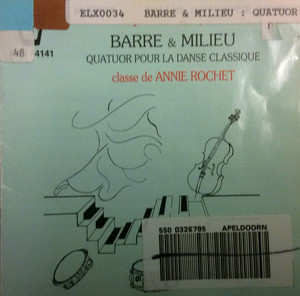 ELX0034 BARRE & MILIEU : QUATUOR
48 4141
BARRE & MILIEU
QUATUOR POUR LA DANSE CLASSIQUE
classe de ANNIE ROCHET
550 0326795 APELDOORN